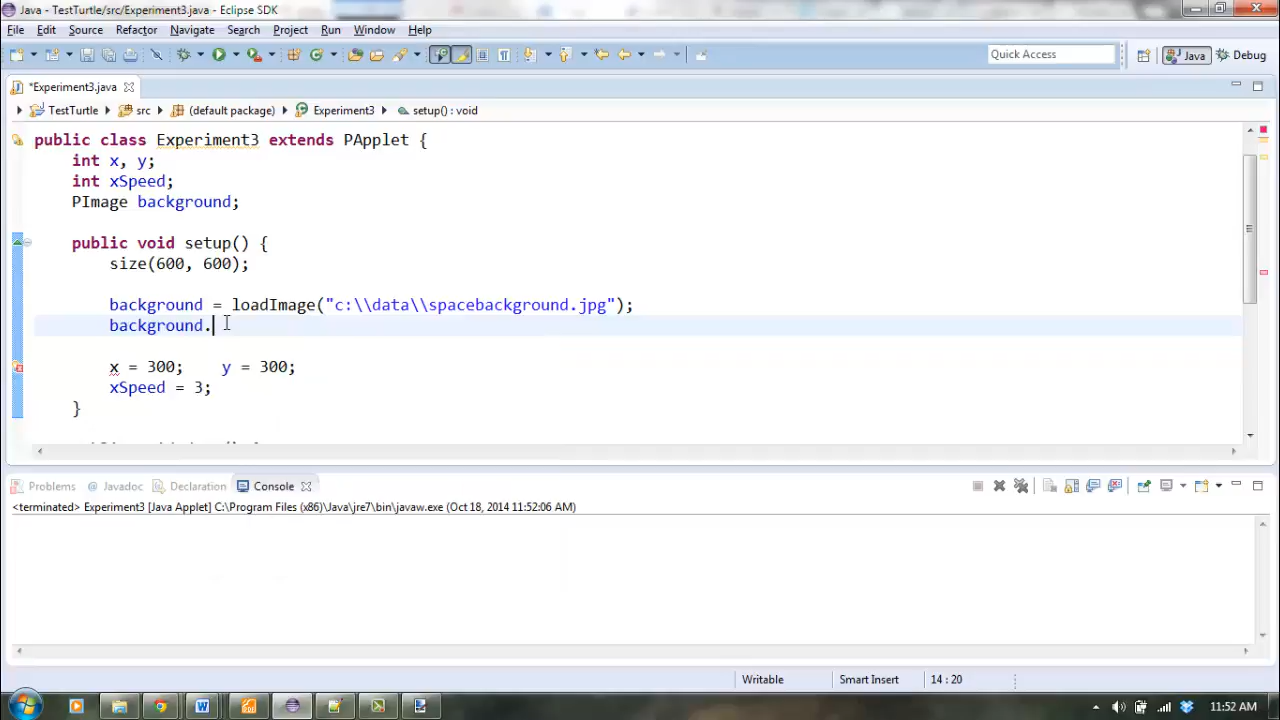 Java - TestTurtle/src/Experiment3.java - Eclipse SDK
File Edit Source Refactor Navigate Search Project Run Window Help
Quick Access Java Debug
*Experiment3.java
TestTurtle src (default package) Experiment3 setup() : void
public class Experiment3 extends PApplet {
int x, y;
int xSpeed;
PImage background;
public void setup() {
size(600, 600);
background = loadImage("c:\\data\\spacebackground.jpg");
background.
x = 300; y = 300;
xSpeed = 3;
}
Problems Javadoc Declaration Console
<terminated> Experiment3 [Java Applet] C:\Program Files (x86)\Java\jre7\bin\javaw.exe (Oct 18, 2014 11:52:06 AM)
Writable Smart Insert 14 : 20
11:52 AM